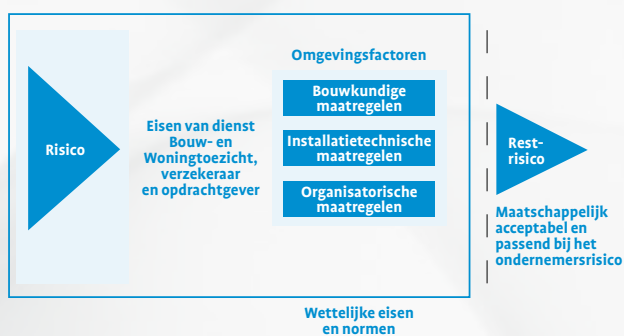 Omgevingsfactoren
Risico
Eisen van dienst
Bouw- en
Woningtoezicht,
verzekeraar
en opdrachtgever
Bouwkundige
maatregelen
Installatietechnische
maatregelen
Organisatorische
maatregelen
Rest-
risico
Maatschappelijk
acceptabel en
passend bij het
ondernemersrisico
Wettelijke eisen
en normen